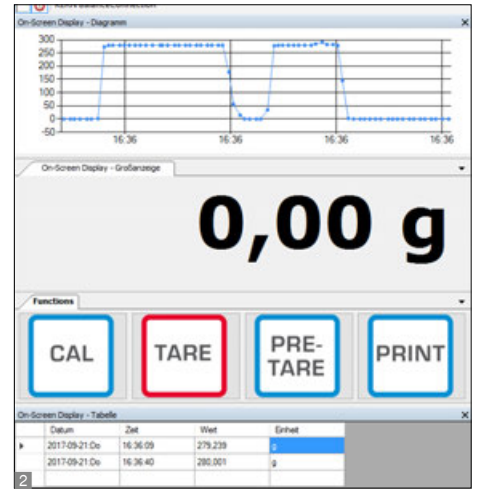 KERN BalanceConnection
On-Screen Display - Diagramm
300
250
200
150
100
50
0
-50
16:36 16:36 16:36 16:36
On-Screen Display - Großanzeige
0,00 g
Functions
CAL
TARE
PRE-
TARE
PRINT
On-Screen Display - Tabelle
Datum Zeit Wert Einheit
2017-09-21:Do 16:36:09 279,239 g
2017-09-21:Do 16:36:40 280,001 g
2